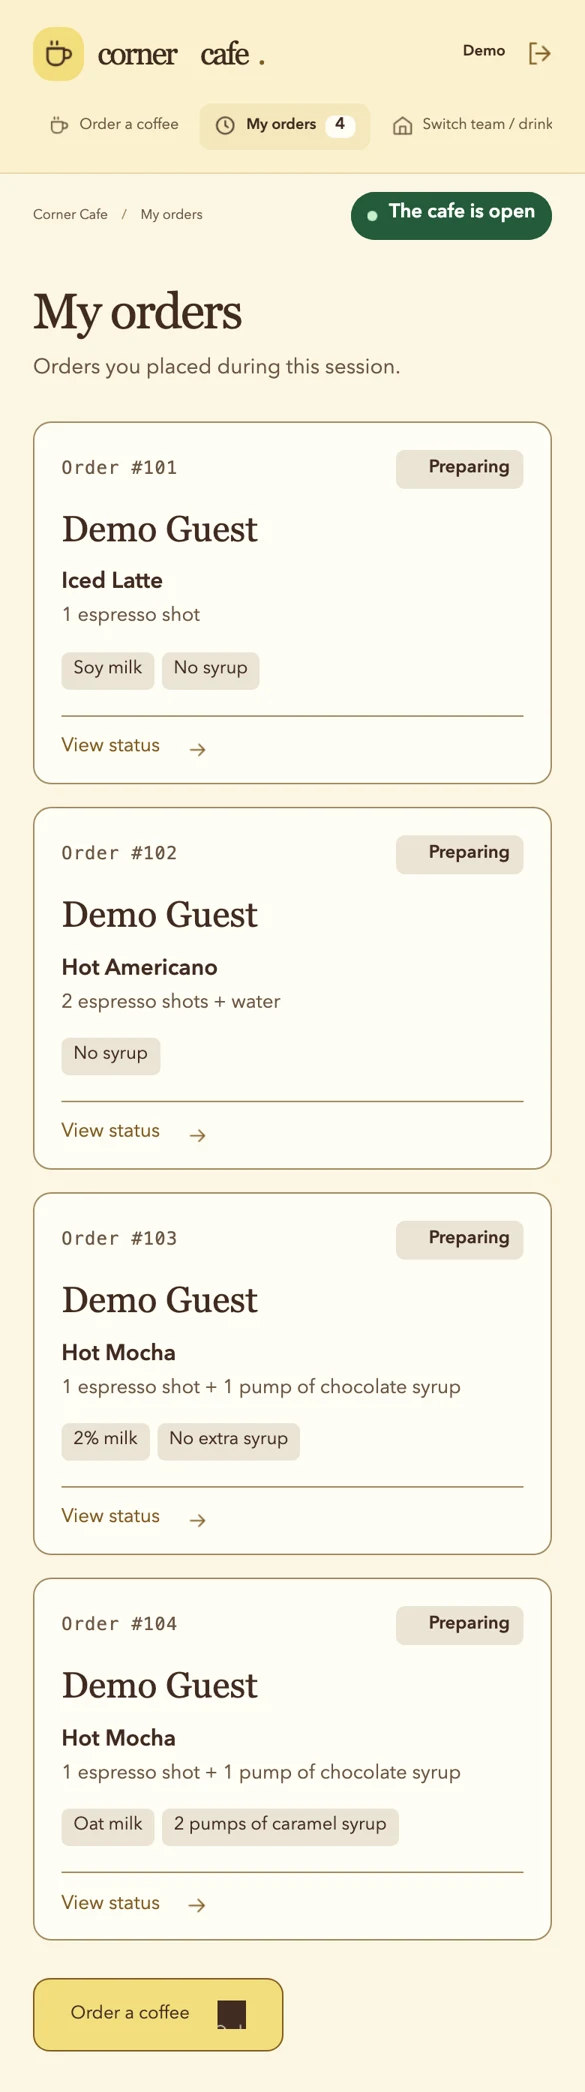 corner cafe .
Demo
Order a coffee
My orders 4
Switch team / drink
Corner Cafe / My orders
The cafe is open
My orders
Orders you placed during this session.
Order #101
Preparing
Demo Guest
Iced Latte
1 espresso shot
Soy milk
No syrup
View status →
Order #102
Preparing
Demo Guest
Hot Americano
2 espresso shots + water
No syrup
View status →
Order #103
Preparing
Demo Guest
Hot Mocha
1 espresso shot + 1 pump of chocolate syrup
2% milk
No extra syrup
View status →
Order #104
Preparing
Demo Guest
Hot Mocha
1 espresso shot + 1 pump of chocolate syrup
Oat milk
2 pumps of caramel syrup
View status →
Order a coffee